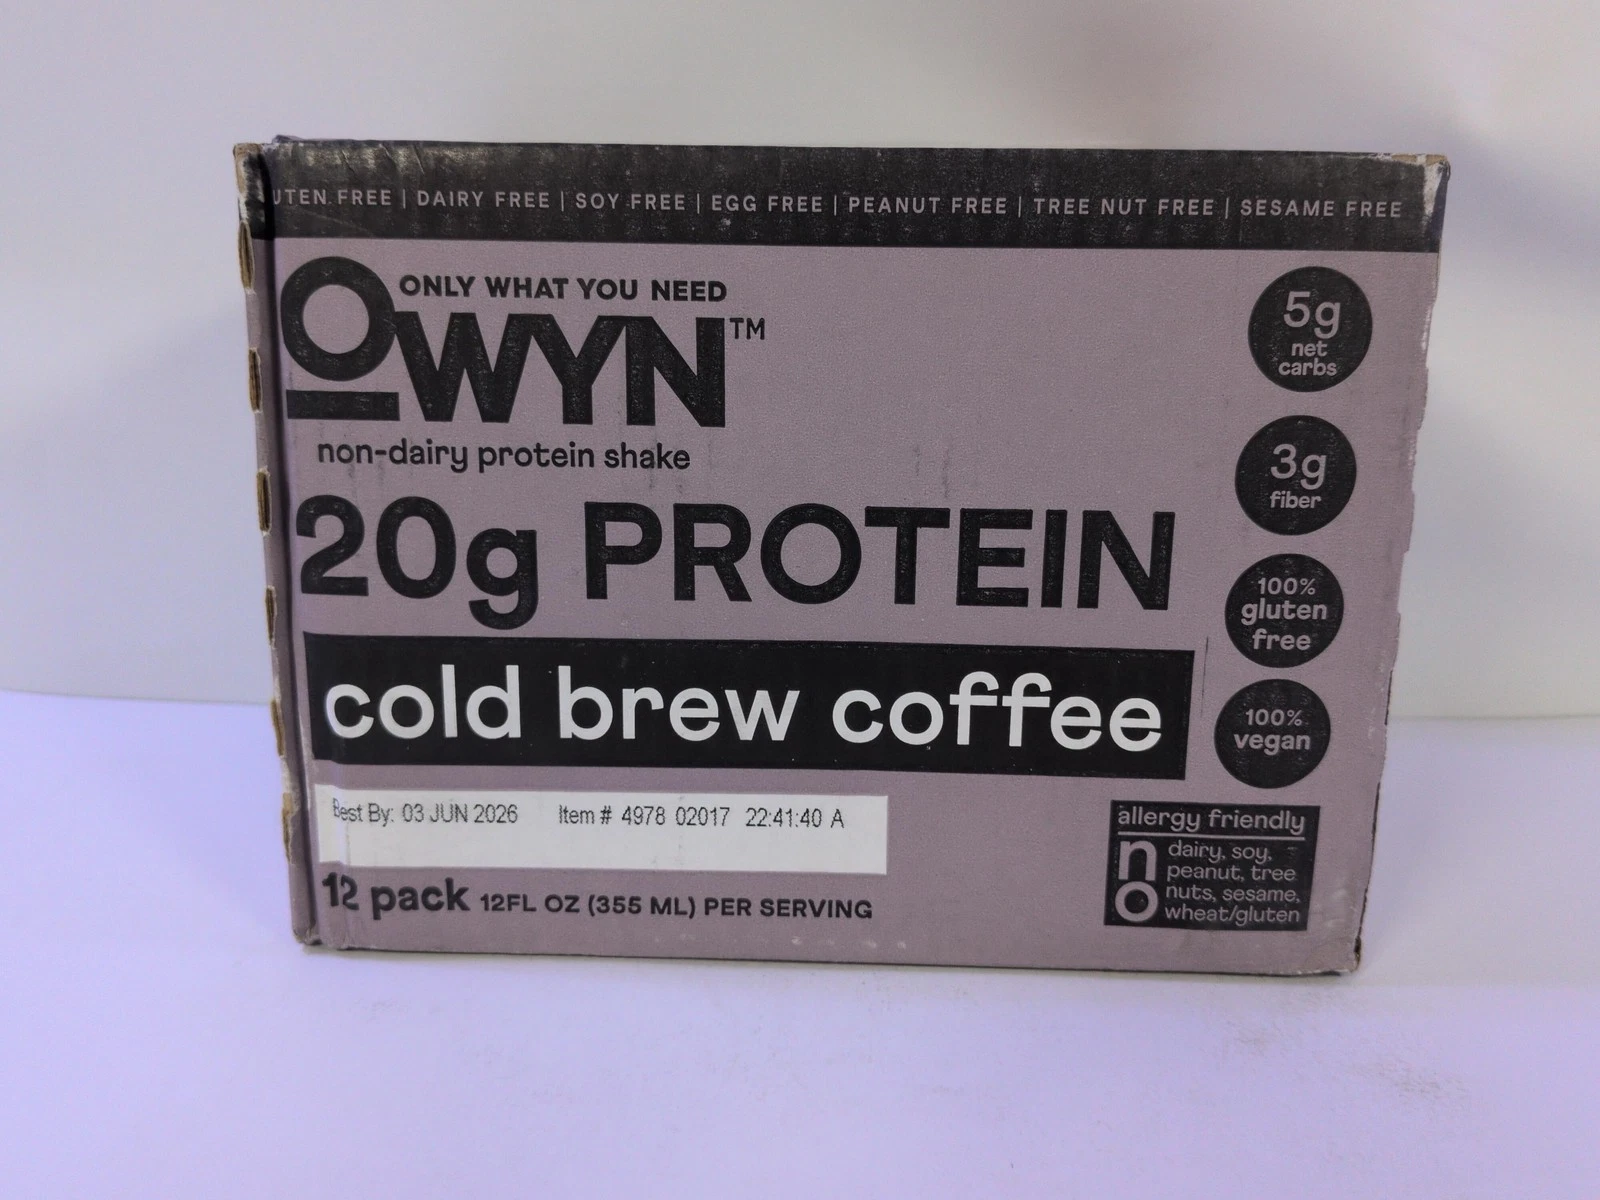 UTEN FREE | DAIRY FREE | SOY FREE | EGG FREE | PEANUT FREE | TREE NUT FREE | SESAME FREE
ONLY WHAT YOU NEED
OWYN™
non-dairy protein shake
20g PROTEIN
cold brew coffee
Best By: 03 JUN 2026 Item # 4978 02017 22:41:40 A
12 pack 12FL OZ (355 ML) PER SERVING
5g
net
carbs
3g
fiber
100%
gluten
free
100%
vegan
allergy friendly
no
dairy, soy,
peanut, tree
nuts, sesame,
wheat/gluten